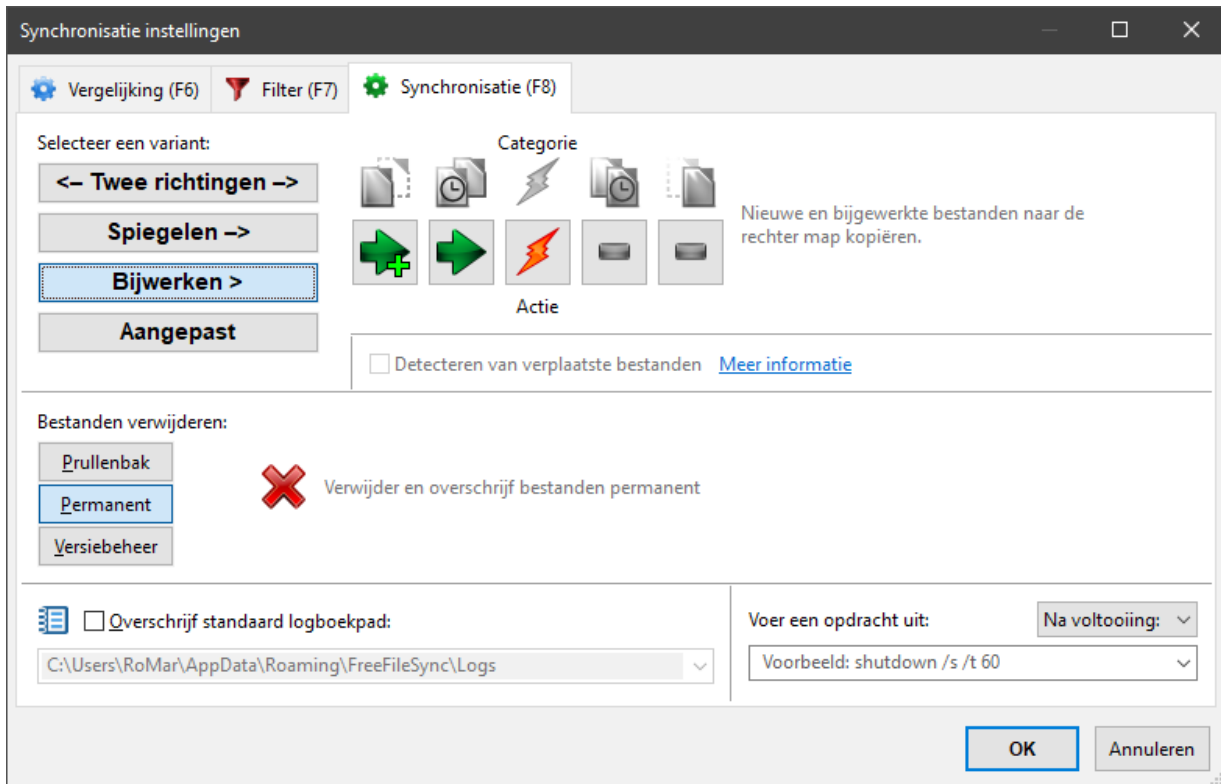 Synchronisatie instellingen
Vergelijking (F6)
Filter (F7)
Synchronisatie (F8)
Selecteer een variant:
<– Twee richtingen –>
Spiegelen –>
Bijwerken >
Aangepast
Categorie
Actie
Nieuwe en bijgewerkte bestanden naar de
rechter map kopiëren.
Detecteren van verplaatste bestanden
Meer informatie
Bestanden verwijderen:
Prullenbak
Permanent
Versiebeheer
Verwijder en overschrijf bestanden permanent
Overschrijf standaard logboekpad:
C:\Users\RoMar\AppData\Roaming\FreeFileSync\Logs
Voer een opdracht uit:
Na voltooiing:
Voorbeeld: shutdown /s /t 60
OK
Annuleren